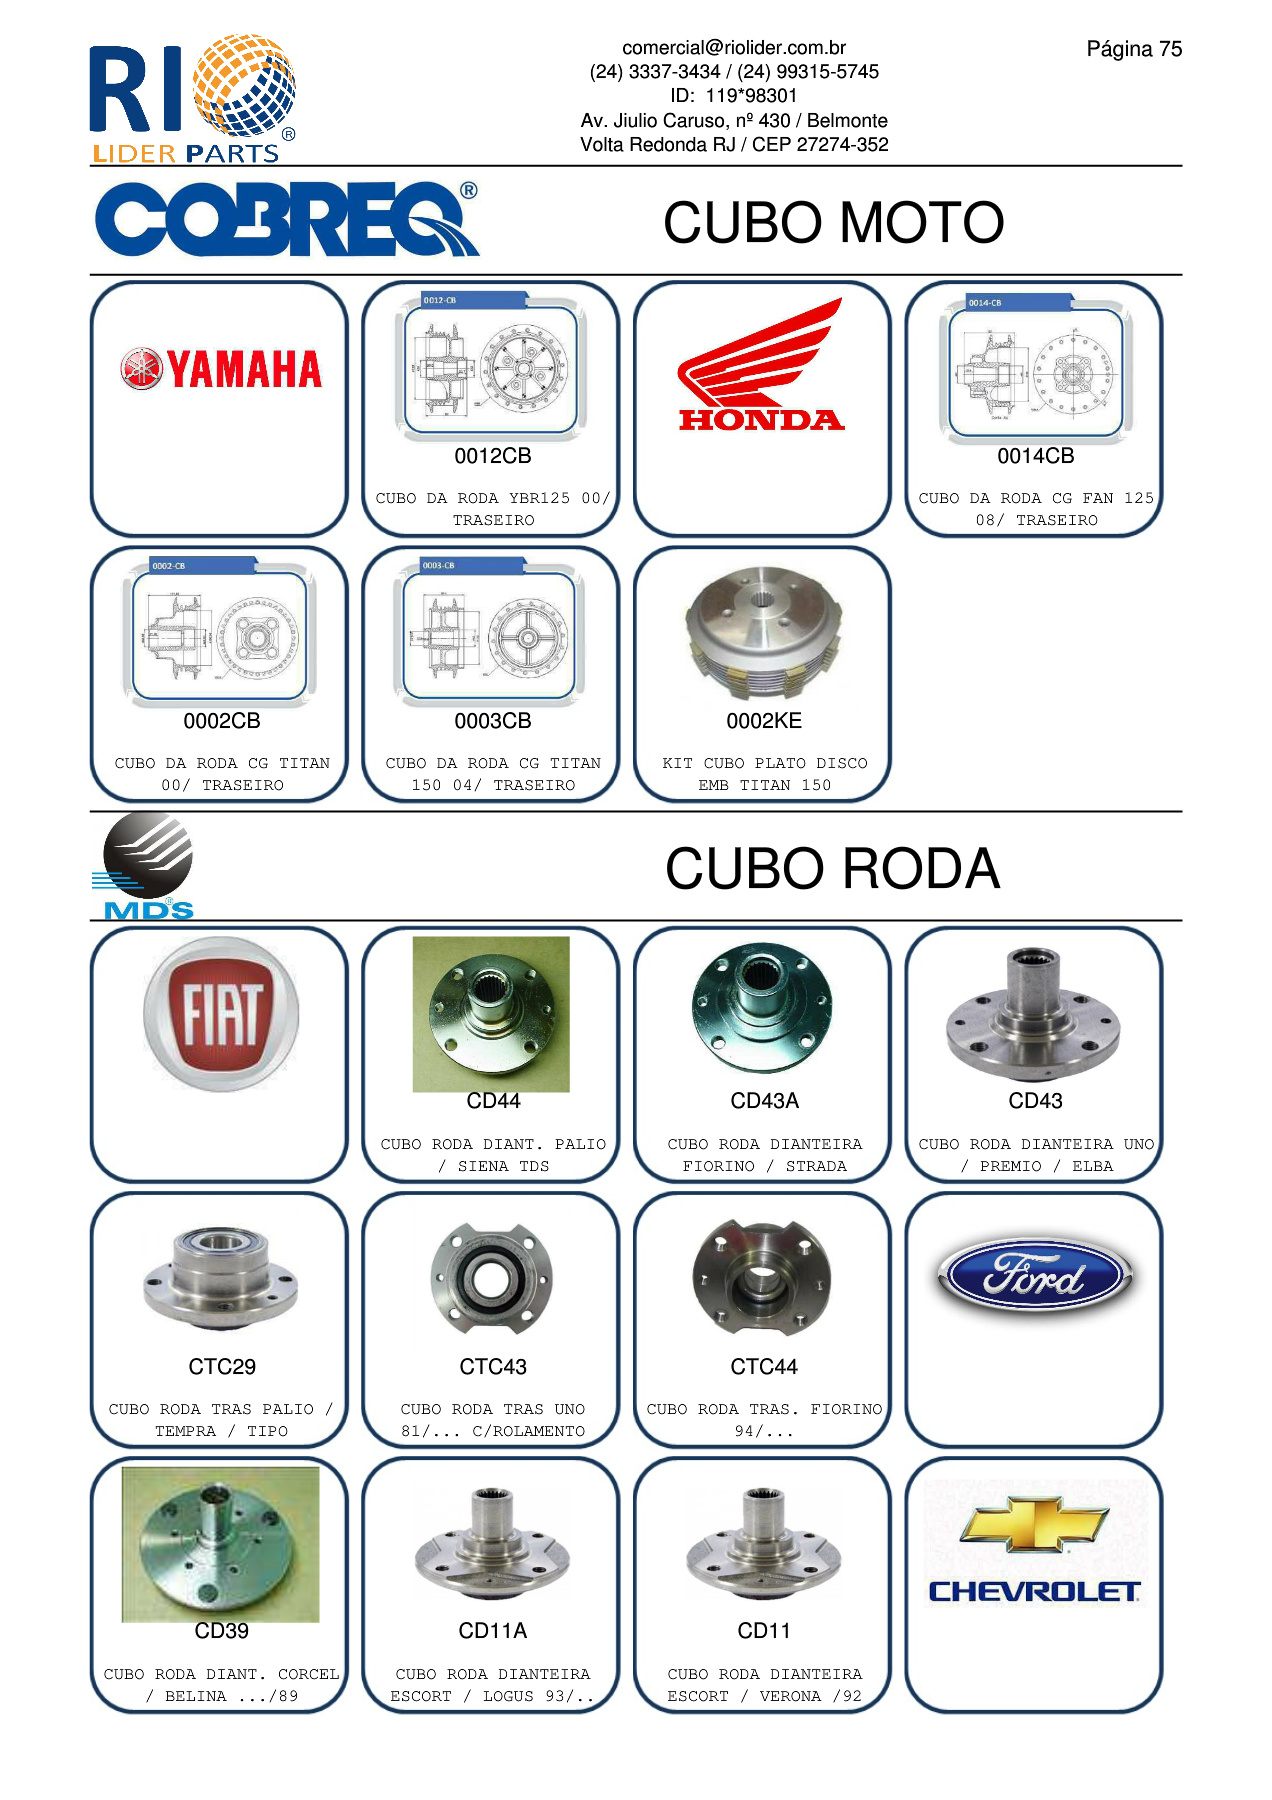 RIO
LIDER PARTS
®
comercial@riolider.com.br
(24) 3337-3434 / (24) 99315-5745
ID: 119*98301
Av. Jiulio Caruso, nº 430 / Belmonte
Volta Redonda RJ / CEP 27274-352
Página 75
COBREQ®
CUBO MOTO
YAMAHA
0012-CB
0012CB
CUBO DA RODA YBR125 00/
TRASEIRO
HONDA
0014-CB
0014CB
CUBO DA RODA CG FAN 125
08/ TRASEIRO
0002-CB
0002CB
CUBO DA RODA CG TITAN
00/ TRASEIRO
0003-CB
0003CB
CUBO DA RODA CG TITAN
150 04/ TRASEIRO
0002KE
KIT CUBO PLATO DISCO
EMB TITAN 150
MDS®
CUBO RODA
FIAT
CD44
CUBO RODA DIANT. PALIO
/ SIENA TDS
CD43A
CUBO RODA DIANTEIRA
FIORINO / STRADA
CD43
CUBO RODA DIANTEIRA UNO
/ PREMIO / ELBA
CTC29
CUBO RODA TRAS PALIO /
TEMPRA / TIPO
CTC43
CUBO RODA TRAS UNO
81/... C/ROLAMENTO
CTC44
CUBO RODA TRAS. FIORINO
94/...
Ford
CD39
CUBO RODA DIANT. CORCEL
/ BELINA .../89
CD11A
CUBO RODA DIANTEIRA
ESCORT / LOGUS 93/..
CD11
CUBO RODA DIANTEIRA
ESCORT / VERONA /92
CHEVROLET